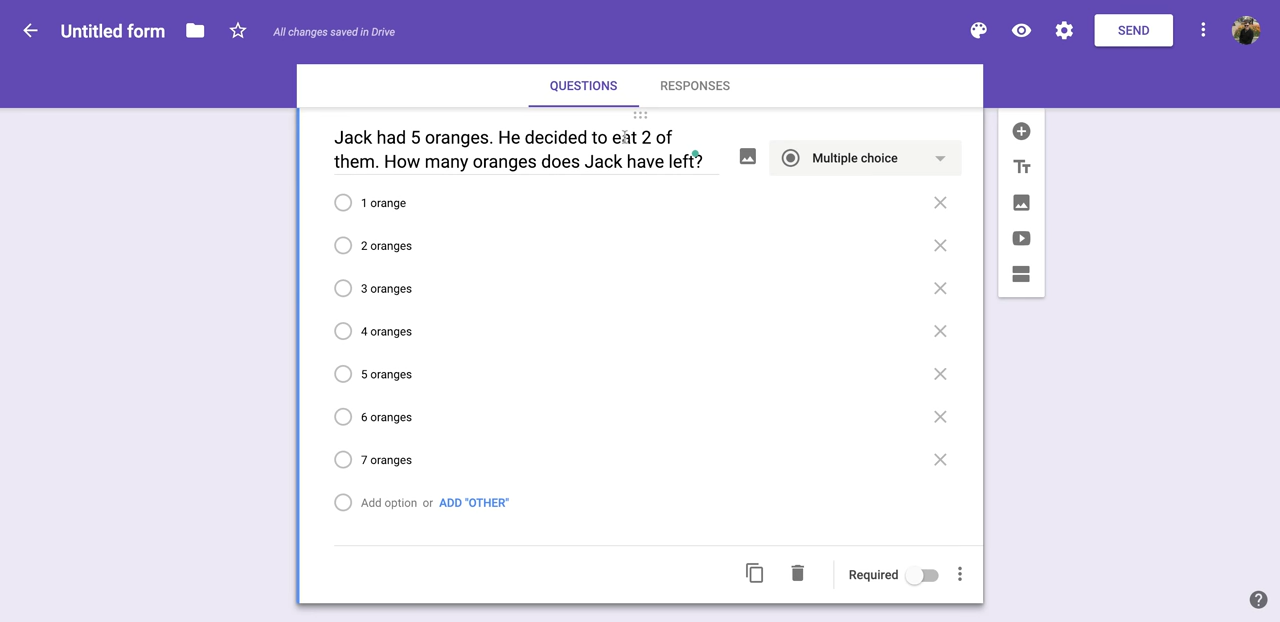 Untitled form
All changes saved in Drive
SEND
QUESTIONS
RESPONSES
Jack had 5 oranges. He decided to eat 2 of
them. How many oranges does Jack have left?
Multiple choice
Tт
1 orange
2 oranges
3 oranges
4 oranges
5 oranges
6 oranges
7 oranges
Add option or ADD "OTHER"
Required
?